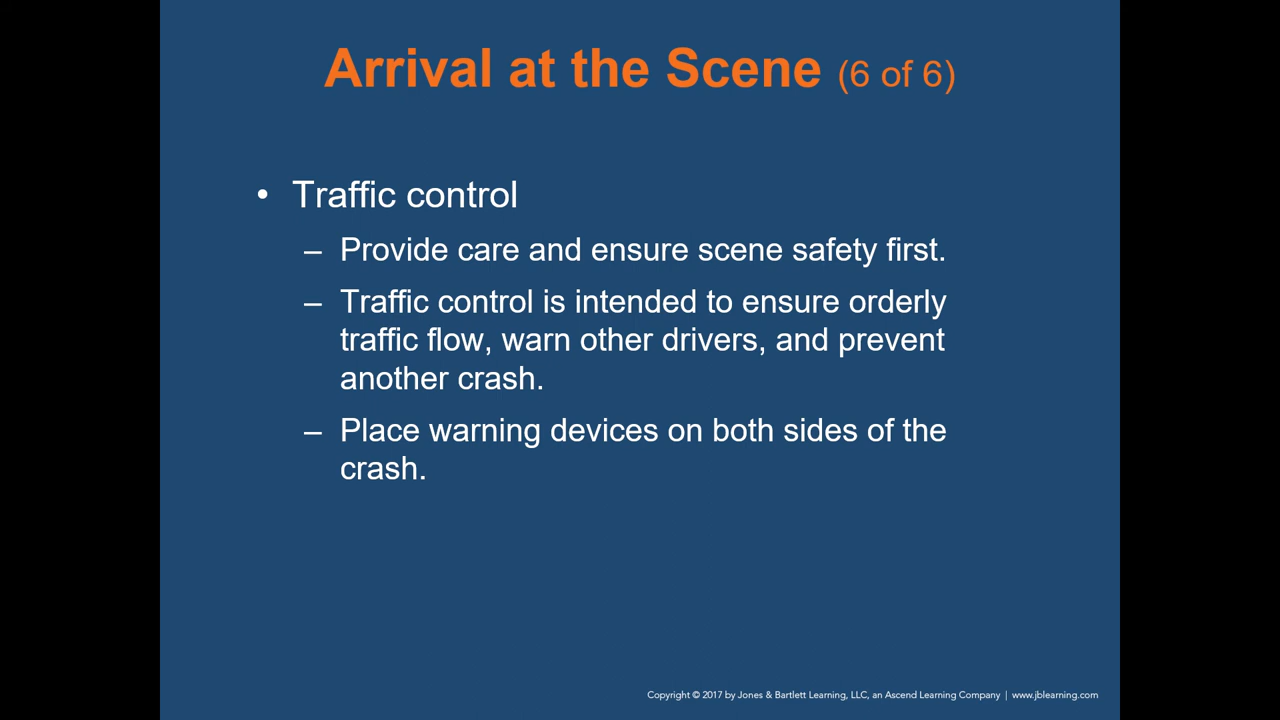 Arrival at the Scene (6 of 6)
• Traffic control
– Provide care and ensure scene safety first.
– Traffic control is intended to ensure orderly
traffic flow, warn other drivers, and prevent
another crash.
– Place warning devices on both sides of the
crash.
Copyright © 2017 by Jones & Bartlett Learning, LLC, an Ascend Learning Company | www.jblearning.com